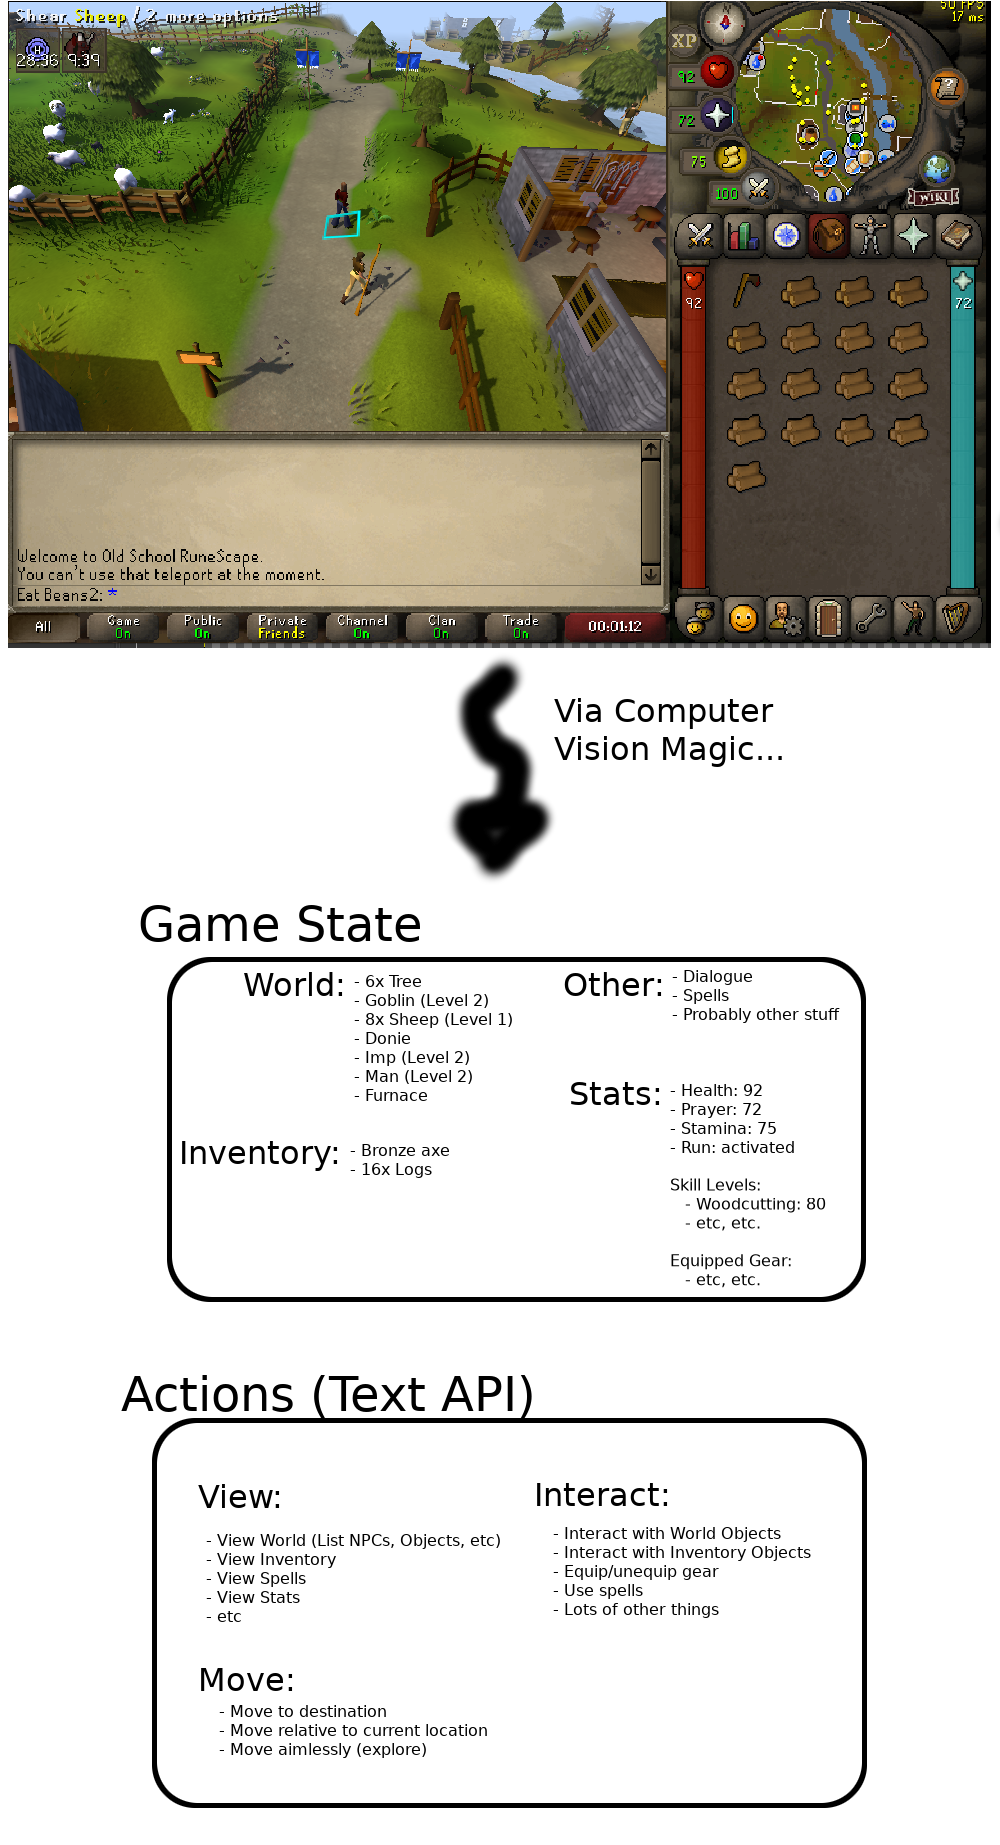 Shear Sheep / 2 more options
50 FPS
17 ms
28:36 9:39
XP
92
72
75
100
WIKI
92
72
Welcome to Old School RuneScape.
You can't use that teleport at the moment.
Eat Beans2: *
All
Game
On
Public
On
Private
Friends
Channel
On
Clan
On
Trade
On
00:01:12
Via Computer
Vision Magic...
Game State
World:
- 6x Tree
- Goblin (Level 2)
- 8x Sheep (Level 1)
- Donie
- Imp (Level 2)
- Man (Level 2)
- Furnace
Other:
- Dialogue
- Spells
- Probably other stuff
Inventory:
- Bronze axe
- 16x Logs
Stats:
- Health: 92
- Prayer: 72
- Stamina: 75
- Run: activated
Skill Levels:
- Woodcutting: 80
- etc, etc.
Equipped Gear:
- etc, etc.
Actions (Text API)
View:
- View World (List NPCs, Objects, etc)
- View Inventory
- View Spells
- View Stats
- etc
Interact:
- Interact with World Objects
- Interact with Inventory Objects
- Equip/unequip gear
- Use spells
- Lots of other things
Move:
- Move to destination
- Move relative to current location
- Move aimlessly (explore)